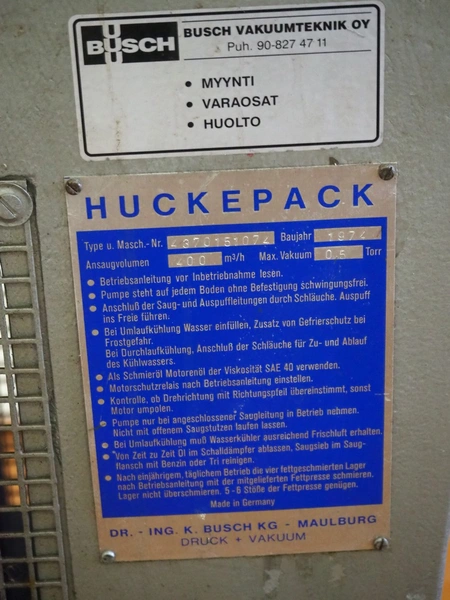 BUSCH
BUSCH VAKUUMTEKNIK OY
Puh. 90-827 47 11
• MYYNTI
• VARAOSAT
• HUOLTO
HUCKEPACK
Type u. Masch.-Nr. Baujahr 1974
Ansaugvolumen 400 m³/h Max. Vakuum 0,5 Torr
• Betriebsanleitung vor Inbetriebnahme lesen.
• Pumpe steht auf jedem Boden ohne Befestigung schwingungsfrei.
• Anschluß der Saug- und Auspuffleitungen durch Schläuche. Auspuff
ins Freie führen.
• Bei Umlaufkühlung Wasser einfüllen, Zusatz von Gefrierschutz bei
Frostgefahr.
Bei Durchlaufkühlung, Anschluß der Schläuche für Zu- und Ablauf
des Kühlwassers.
• Als Schmieröl Motorenöl der Viskosität SAE 40 verwenden.
• Motorschutzrelais nach Betriebsanleitung einstellen.
• Kontrolle, ob Drehrichtung mit Richtungspfeil übereinstimmt, sonst
Motor umpolen.
• Pumpe nur bei angeschlossener Saugleitung in Betrieb nehmen.
Nicht mit offenem Saugstutzen laufen lassen.
• Bei Umlaufkühlung muß Wasserkühler ausreichend Frischluft erhalten.
• Von Zeit zu Zeit Öl im Schalldämpfer ablassen, Saugsieb im Saug-
flansch mit Benzin oder Tri reinigen.
• Nach einjährigem, täglichem Betrieb die vier fettgeschmierten Lager
nach Betriebsanleitung mit der mitgelieferten Fettpresse schmieren.
Lager nicht überschmieren. 5-6 Stöße der Fettpresse genügen.
Made in Germany
DR. - ING. K. BUSCH KG - MAULBURG
DRUCK + VAKUUM